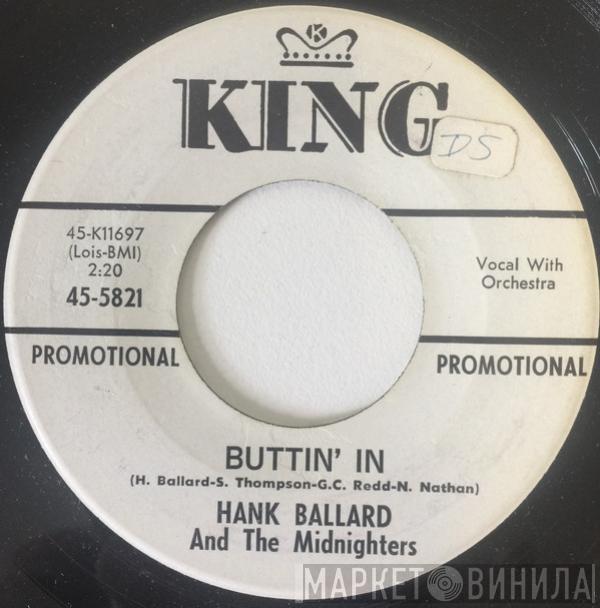 K
KING
DS
45-K11697
(Lois-BMI)
2:20
45-5821
Vocal With
Orchestra
PROMOTIONAL
PROMOTIONAL
BUTTIN' IN
(H. Ballard-S. Thompson-G.C. Redd-N. Nathan)
HANK BALLARD
And The Midnighters
МАРКЕТ ВИНИЛА